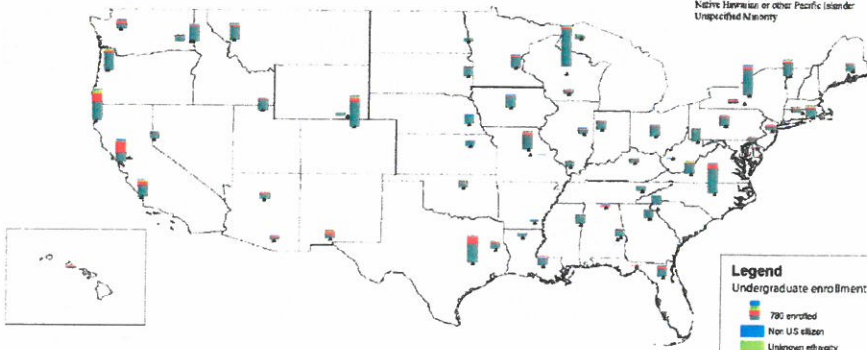 Native Hawaiian or other Pacific Islander
Unspecified Minority
Legend
Undergraduate enrollment
780 enrolled
Non US citizen
Unknown ethnicity